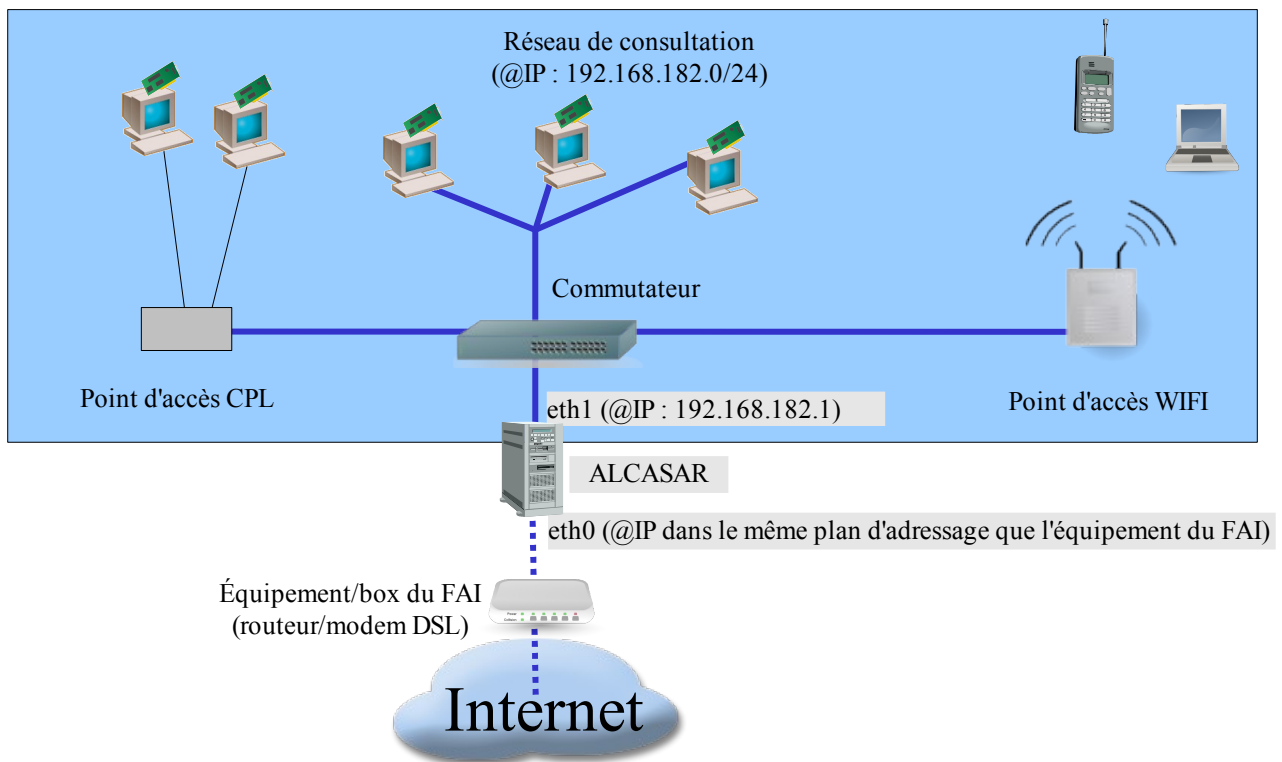 Réseau de consultation
(@IP : 192.168.182.0/24)
Commutateur
Point d'accès CPL
eth1 (@IP : 192.168.182.1)
Point d'accès WIFI
ALCASAR
eth0 (@IP dans le même plan d'adressage que l'équipement du FAI)
Équipement/box du FAI
(routeur/modem DSL)
Internet